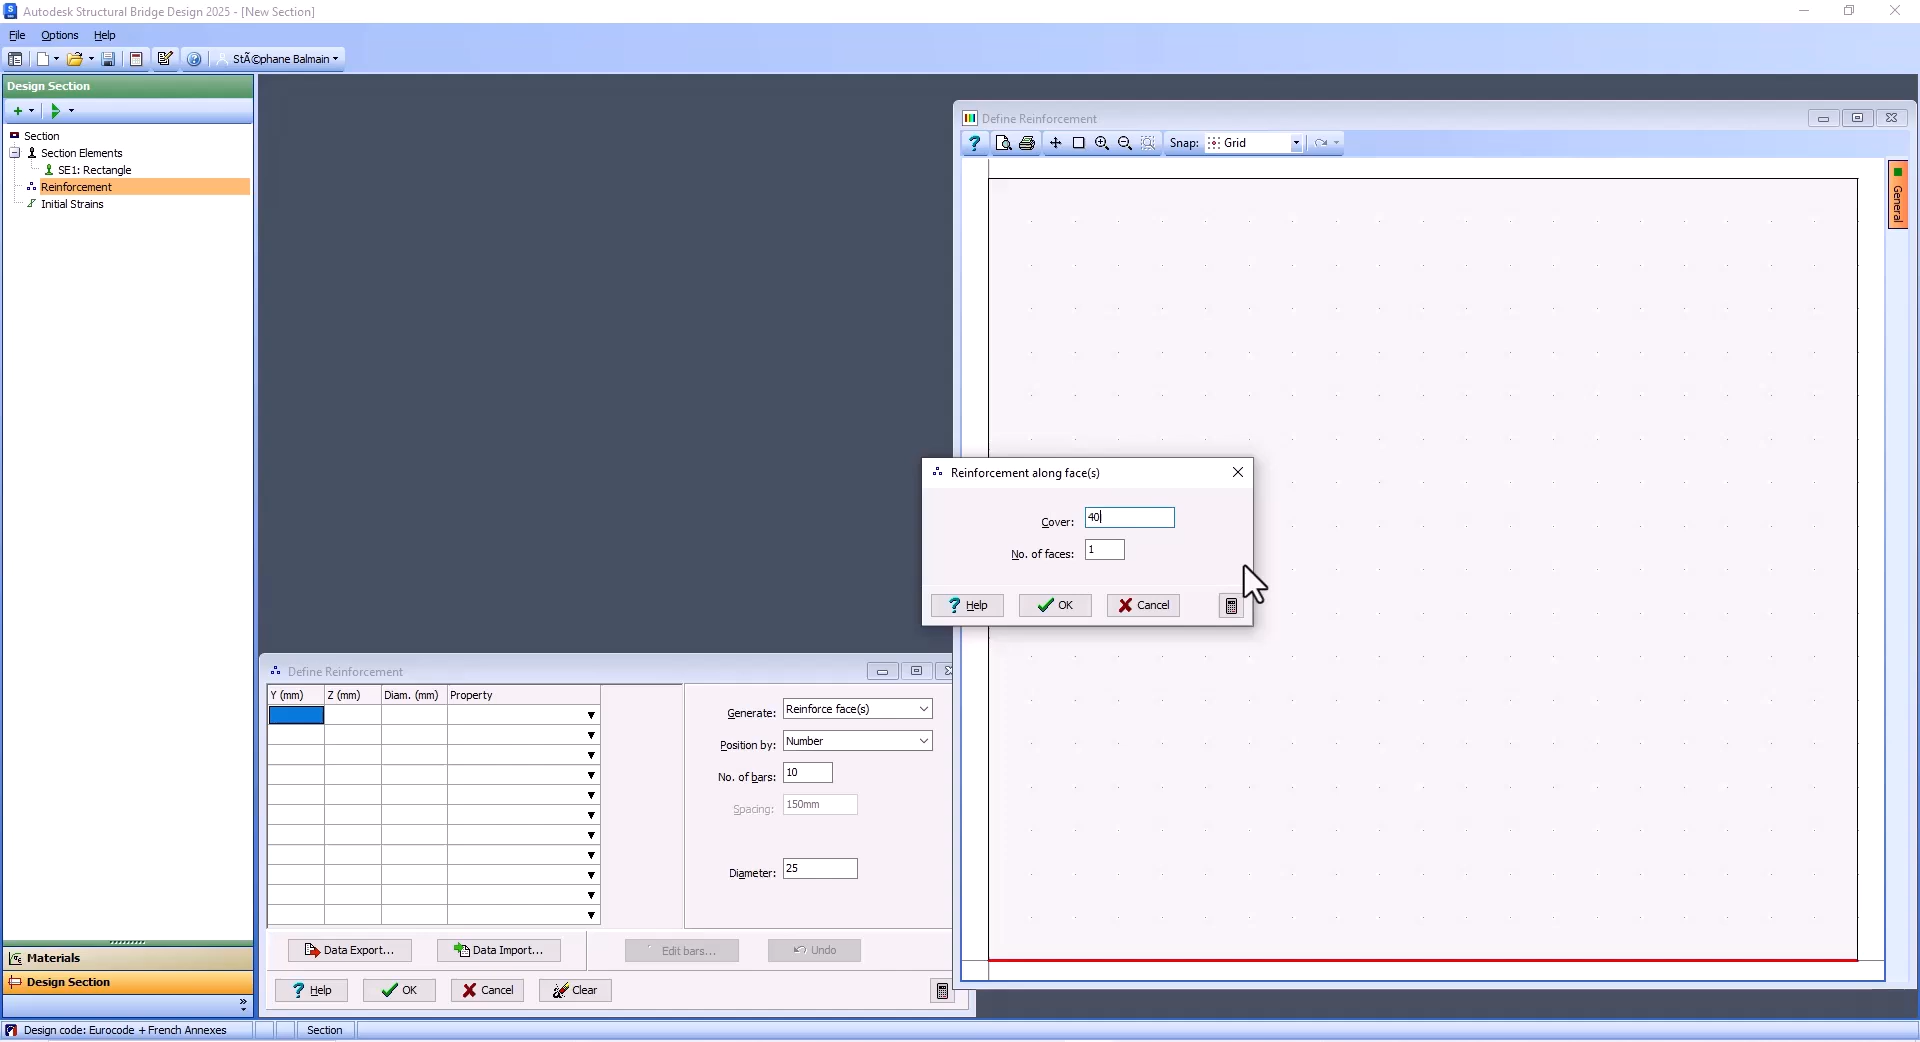 Autodesk Structural Bridge Design 2025 - [New Section]
File Options Help
StÃ©phane Balmain
Design Section
Section
Section Elements
SE1: Rectangle
Reinforcement
Initial Strains
Materials
Design Section
Design code: Eurocode + French Annexes
Section
Define Reinforcement
Snap: Grid
General
Reinforcement along face(s)
Cover: 40
No. of faces: 1
Help OK Cancel
Define Reinforcement
Y (mm) Z (mm) Diam. (mm) Property
Generate: Reinforce face(s)
Position by: Number
No. of bars: 10
Spacing: 150mm
Diameter: 25
Data Export... Data Import... Edit bars... Undo
Help OK Cancel Clear